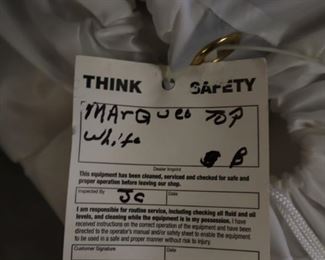 THINK SAFETY
MARQUEE TOP
White
B
Dealer Imprint
This equipment has been cleaned, serviced and checked for safe and
proper operation before leaving our shop.
Inspected By JC Date
I am responsible for routine service, including checking all fluid and oil
levels, and cleaning while the equipment is in my possession. I have
received instructions on the correct operation of the equipment and have been
directed to the operator's manual and/or safety sheet to enable the equipment
to be used in a safe and proper manner without risk to injury.
Customer Signature Date